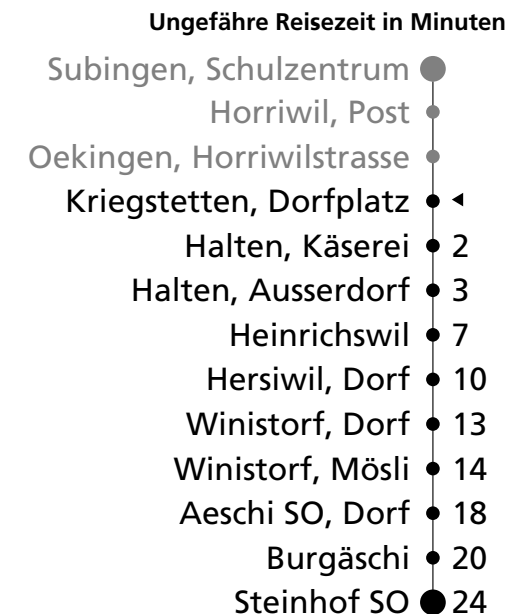 Ungefähre Reisezeit in Minuten
Subingen, Schulzentrum
Horriwil, Post
Oekingen, Horriwilstrasse
Kriegstetten, Dorfplatz
Halten, Käserei 2
Halten, Ausserdorf 3
Heinrichswil 7
Hersiwil, Dorf 10
Winistorf, Dorf 13
Winistorf, Mösli 14
Aeschi SO, Dorf 18
Burgäschi 20
Steinhof SO 24